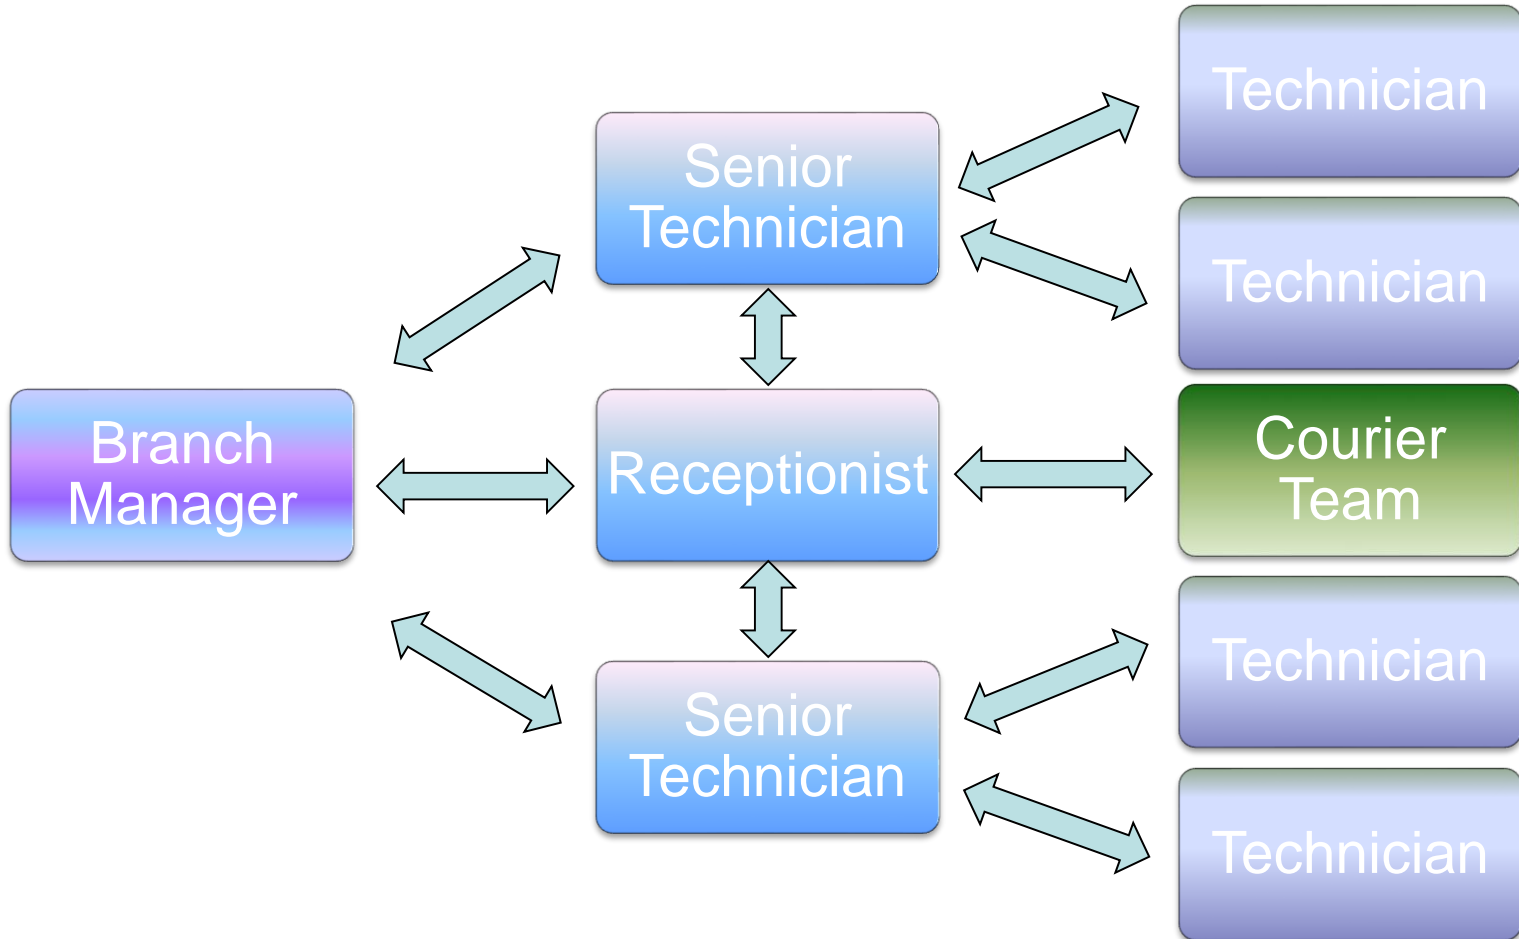 Branch
Manager
Senior
Technician
Receptionist
Senior
Technician
Technician
Technician
Courier
Team
Technician
Technician